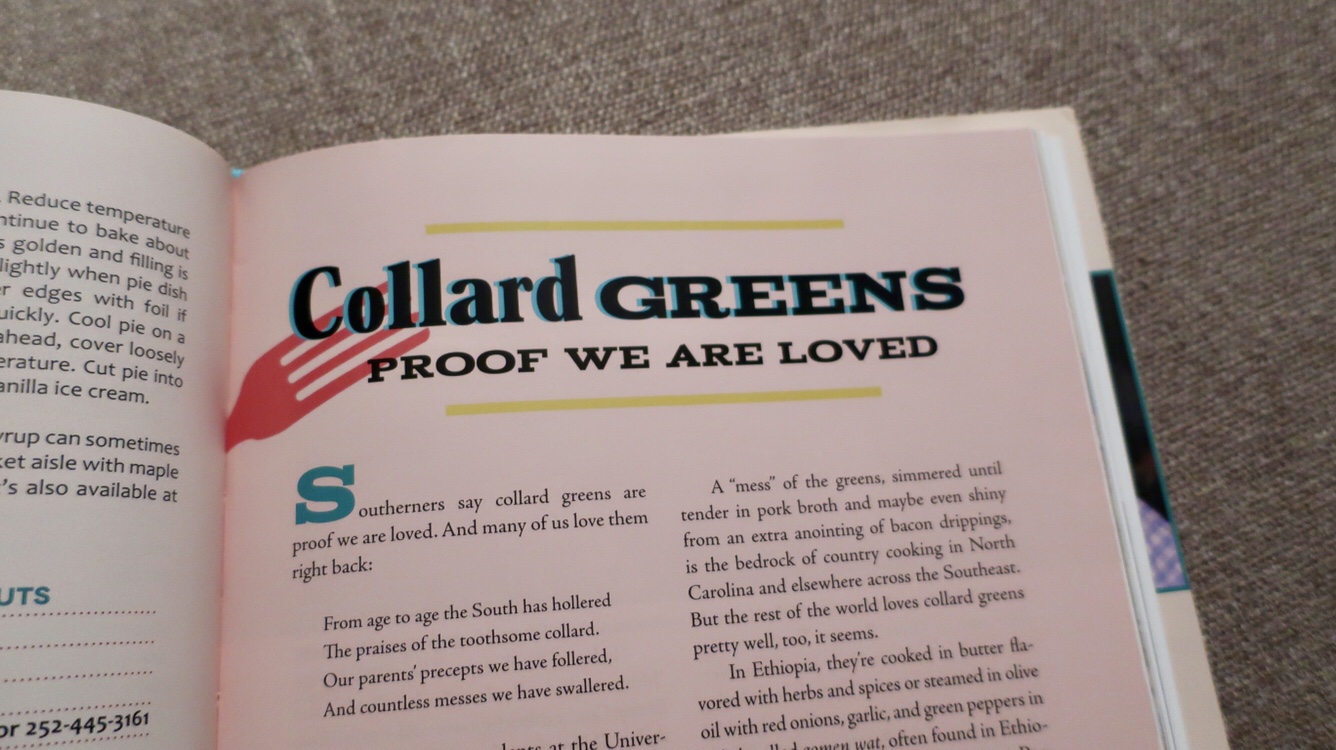 . Reduce temperature
ntinue to bake about
s golden and filling is
lightly when pie dish
r edges with foil if
uickly. Cool pie on a
ahead, cover loosely
erature. Cut pie into
anilla ice cream.
yrup can sometimes
ket aisle with maple
's also available at
UTS
or 252-445-3161
Collard GREENS
PROOF WE ARE LOVED
Southerners say collard greens are
proof we are loved. And many of us love them
right back:
From age to age the South has hollered
The praises of the toothsome collard.
Our parents' precepts we have follered,
And countless messes we have swallered.
at the Univer-
A “mess” of the greens, simmered until
tender in pork broth and maybe even shiny
from an extra anointing of bacon drippings,
is the bedrock of country cooking in North
Carolina and elsewhere across the Southeast.
But the rest of the world loves collard greens
pretty well, too, it seems.
In Ethiopia, they're cooked in butter fla-
vored with herbs and spices or steamed in olive
oil with red onions, garlic, and green peppers in
gomen wat, often found in Ethio-